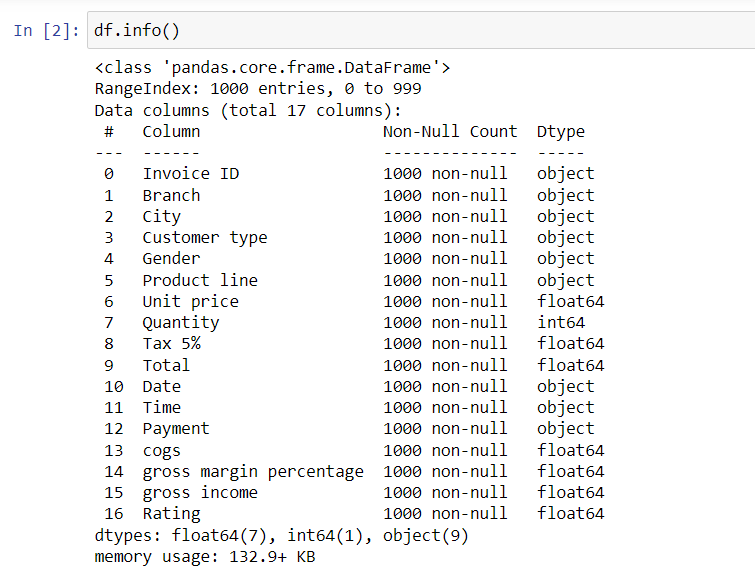 In [2]: df.info()
<class 'pandas.core.frame.DataFrame'>
RangeIndex: 1000 entries, 0 to 999
Data columns (total 17 columns):
 #   Column                   Non-Null Count  Dtype
---  ------                   --------------  -----
 0   Invoice ID               1000 non-null   object
 1   Branch                   1000 non-null   object
 2   City                     1000 non-null   object
 3   Customer type            1000 non-null   object
 4   Gender                   1000 non-null   object
 5   Product line             1000 non-null   object
 6   Unit price               1000 non-null   float64
 7   Quantity                 1000 non-null   int64
 8   Tax 5%                   1000 non-null   float64
 9   Total                    1000 non-null   float64
 10  Date                     1000 non-null   object
 11  Time                     1000 non-null   object
 12  Payment                  1000 non-null   object
 13  cogs                     1000 non-null   float64
 14  gross margin percentage  1000 non-null   float64
 15  gross income             1000 non-null   float64
 16  Rating                   1000 non-null   float64
dtypes: float64(7), int64(1), object(9)
memory usage: 132.9+ KB